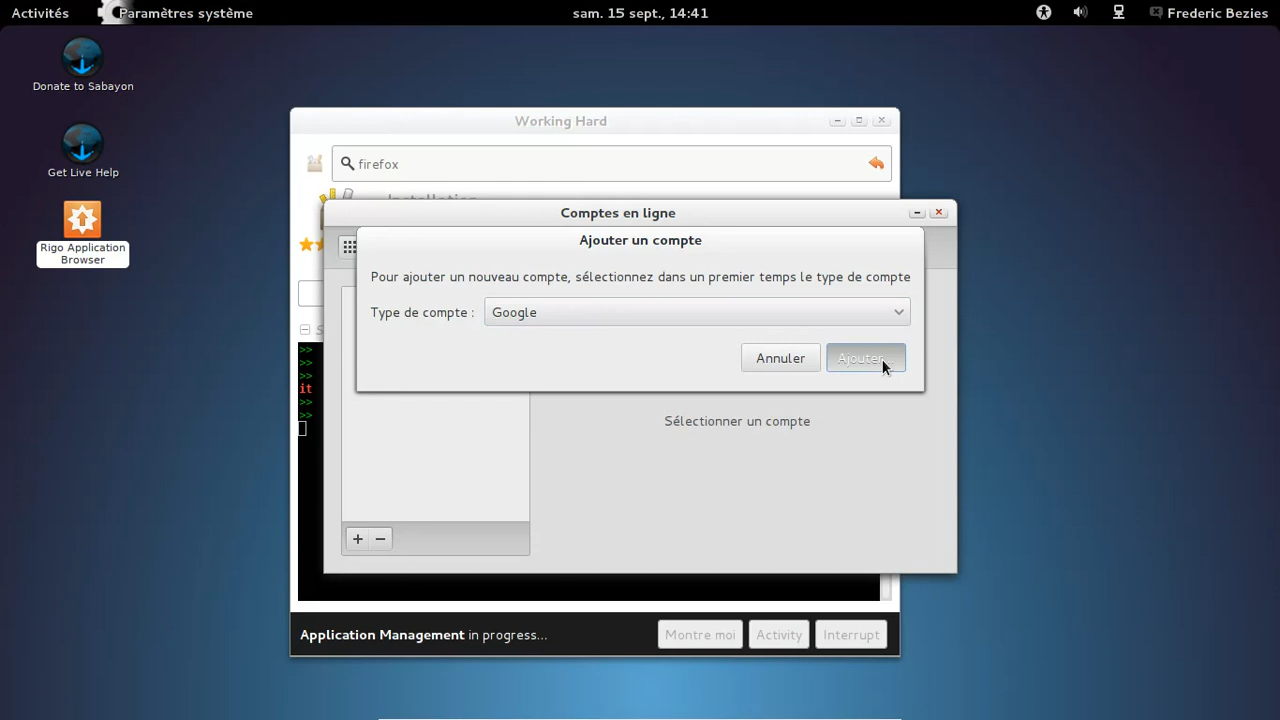 Activités
Paramètres système
sam. 15 sept., 14:41
Frederic Bezies
Donate to Sabayon
Get Live Help
Rigo Application
Browser
Working Hard
firefox
Installation
Comptes en ligne
Ajouter un compte
Pour ajouter un nouveau compte, sélectionnez dans un premier temps le type de compte
Type de compte :
Google
Annuler
Ajouter...
Sélectionner un compte
>>
>>
>>
it
>>
>>
+
−
Application Management in progress...
Montre moi
Activity
Interrupt